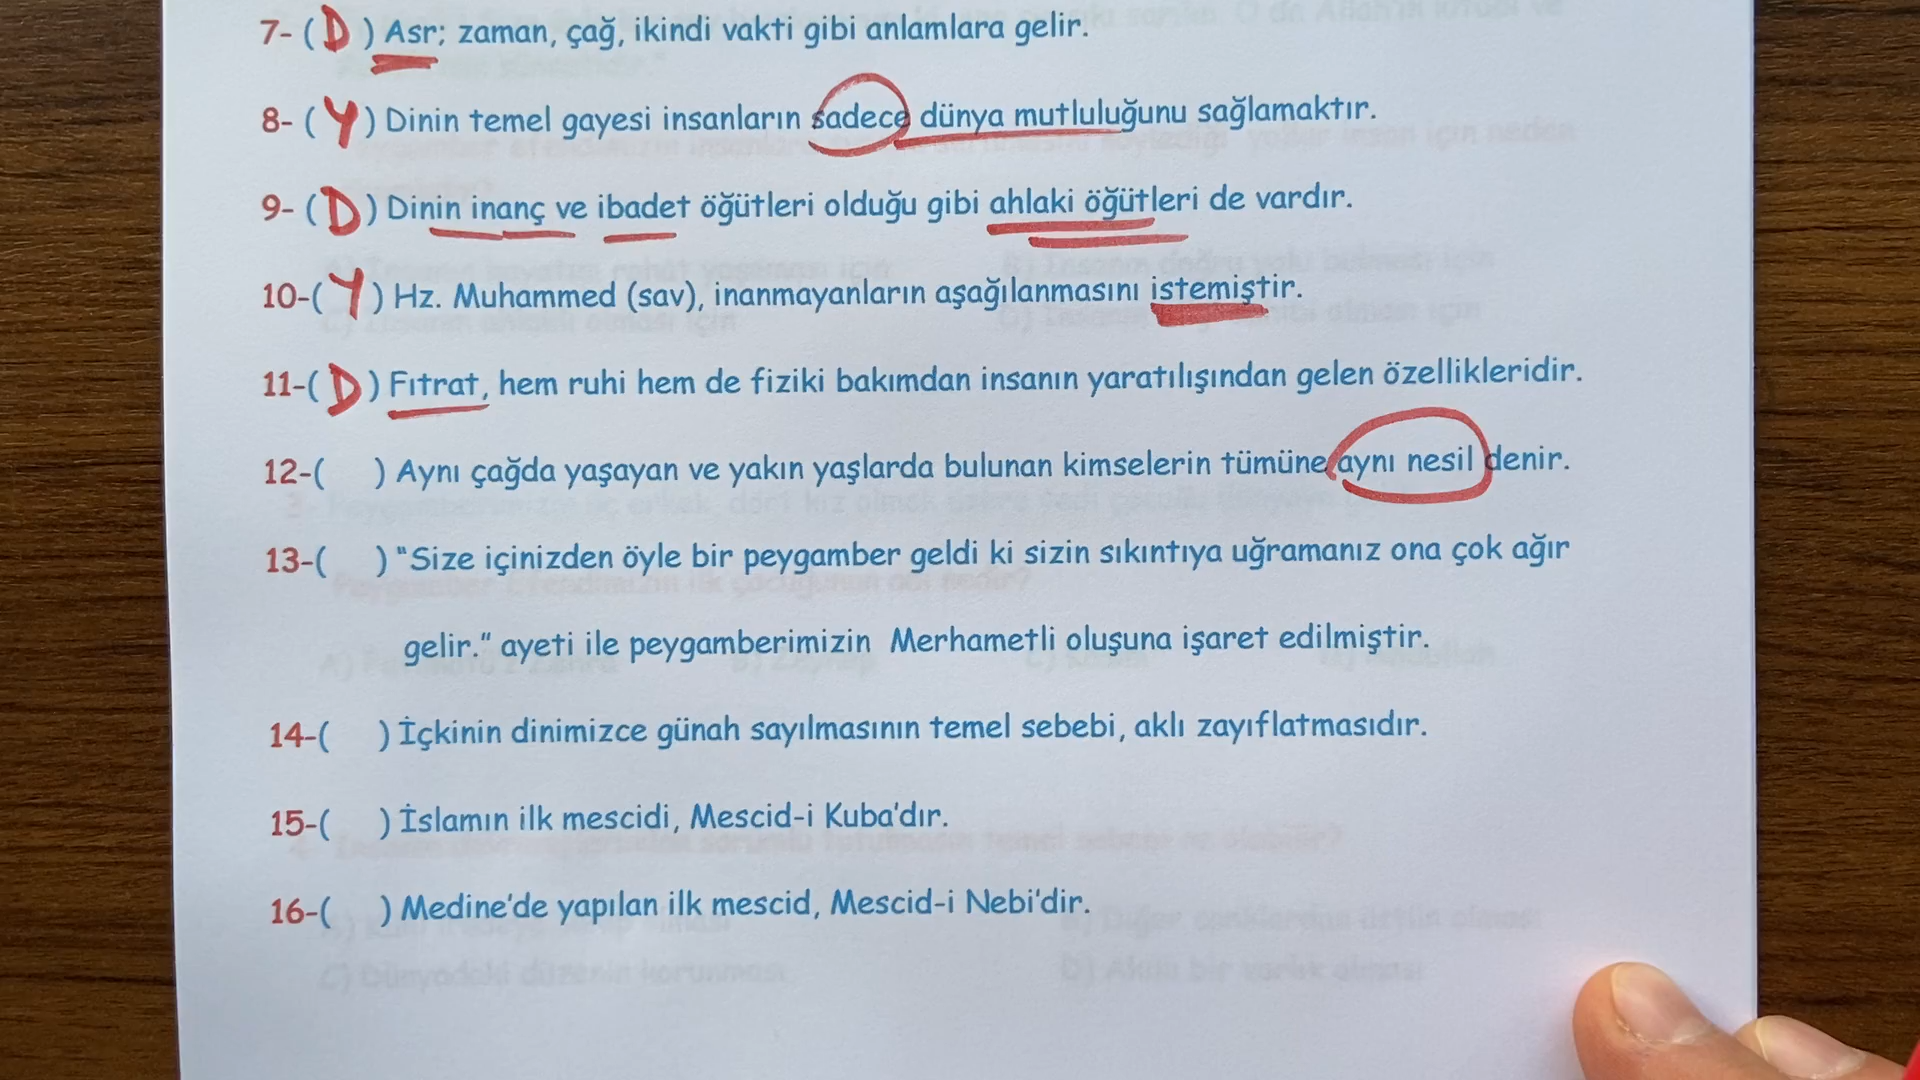 7- ( D ) Asr; zaman, çağ, ikindi vakti gibi anlamlara gelir.
8- ( Y ) Dinin temel gayesi insanların sadece dünya mutluluğunu sağlamaktır.
9- ( D ) Dinin inanç ve ibadet öğütleri olduğu gibi ahlaki öğütleri de vardır.
10-( Y ) Hz. Muhammed (sav), inanmayanların aşağılanmasını istemiştir.
11-( D ) Fıtrat, hem ruhi hem de fiziki bakımdan insanın yaratılışından gelen özellikleridir.
12-( ) Aynı çağda yaşayan ve yakın yaşlarda bulunan kimselerin tümüne aynı nesil denir.
13-( ) "Size içinizden öyle bir peygamber geldi ki sizin sıkıntıya uğramanız ona çok ağır
gelir." ayeti ile peygamberimizin Merhametli oluşuna işaret edilmiştir.
14-( ) İçkinin dinimizce günah sayılmasının temel sebebi, aklı zayıflatmasıdır.
15-( ) İslamın ilk mescidi, Mescid-i Kuba'dır.
16-( ) Medine'de yapılan ilk mescid, Mescid-i Nebi'dir.